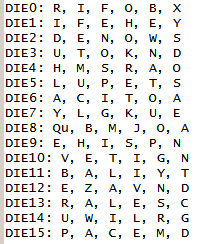 DIE0: R, I, F, O, B, X
DIE1: I, F, E, H, E, Y
DIE2: D, E, N, O, W, S
DIE3: U, T, O, K, N, D
DIE4: H, M, S, R, A, O
DIE5: L, U, P, E, T, S
DIE6: A, C, I, T, O, A
DIE7: Y, L, G, K, U, E
DIE8: Qu, B, M, J, O, A
DIE9: E, H, I, S, P, N
DIE10: V, E, T, I, G, N
DIE11: B, A, L, I, Y, T
DIE12: E, Z, A, V, N, D
DIE13: R, A, L, E, S, C
DIE14: U, W, I, L, R, G
DIE15: P, A, C, E, M, D